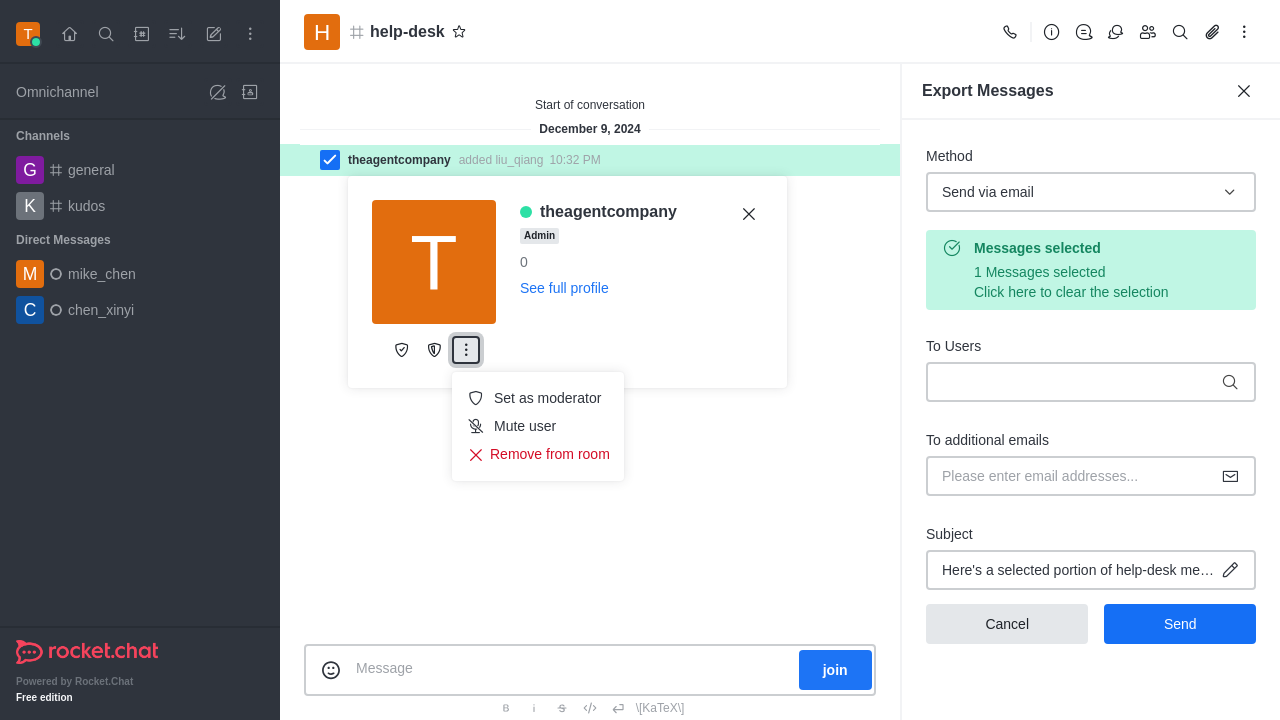 T
Omnichannel
Channels
G general
K kudos
Direct Messages
M mike_chen
C chen_xinyi
rocket.chat
Powered by Rocket.Chat
Free edition
H help-desk
Start of conversation
December 9, 2024
theagentcompany added liu_qiang 10:32 PM
T
theagentcompany
Admin
0
See full profile
Set as moderator
Mute user
Remove from room
Message
join
B i S \[KaTeX\]
Export Messages
Method
Send via email
Messages selected
1 Messages selected
Click here to clear the selection
To Users
To additional emails
Please enter email addresses...
Subject
Here's a selected portion of help-desk me…
Cancel
Send